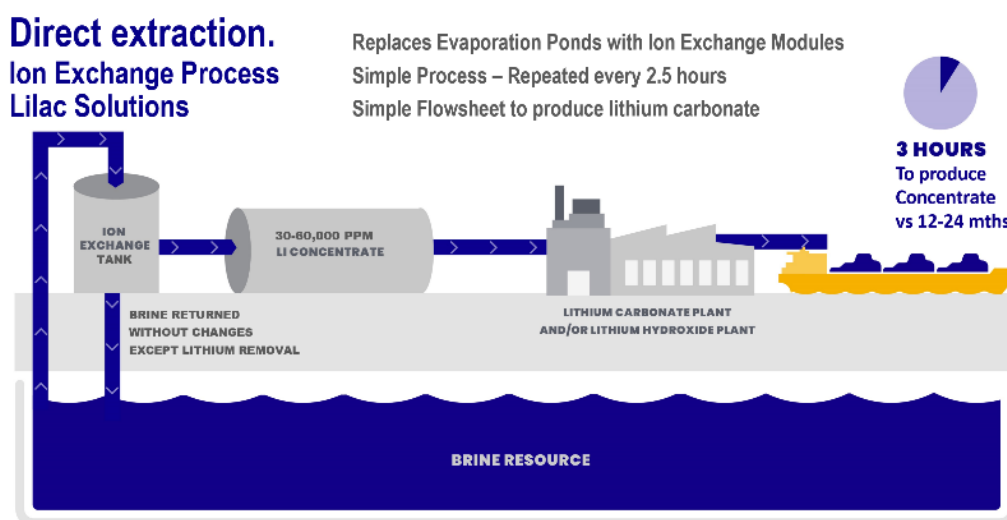 Direct extraction.
Ion Exchange Process
Lilac Solutions
Replaces Evaporation Ponds with Ion Exchange Modules
Simple Process – Repeated every 2.5 hours
Simple Flowsheet to produce lithium carbonate
3 HOURS
To produce
Concentrate
vs 12-24 mths
ION
EXCHANGE
TANK
30-60,000 PPM
LI CONCENTRATE
BRINE RETURNED
WITHOUT CHANGES
EXCEPT LITHIUM REMOVAL
LITHIUM CARBONATE PLANT
AND/OR LITHIUM HYDROXIDE PLANT
BRINE RESOURCE